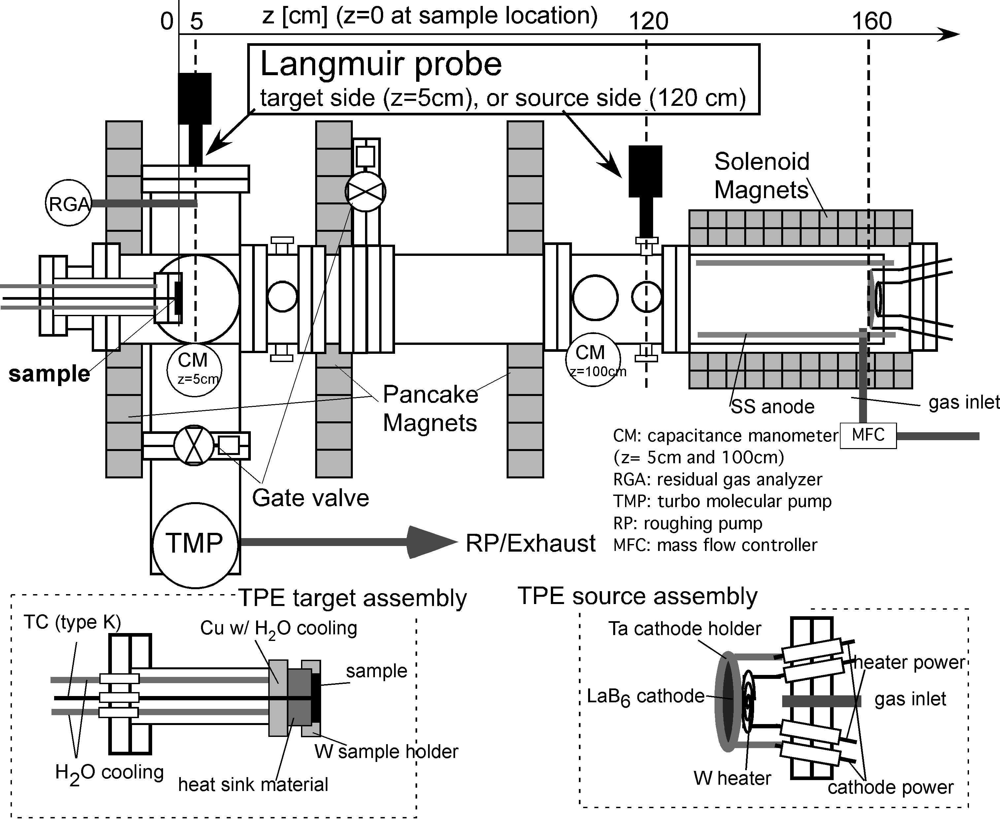 0 5 z [cm] (z=0 at sample location) 120 160
Langmuir probe
target side (z=5cm), or source side (120 cm)
Solenoid
Magnets
RGA
CM
z=5cm
CM
z=100cm
sample
Pancake
Magnets
SS anode
gas inlet
MFC
Gate valve
TMP
RP/Exhaust
CM: capacitance manometer
(z= 5cm and 100cm)
RGA: residual gas analyzer
TMP: turbo molecular pump
RP: roughing pump
MFC: mass flow controller
TPE target assembly
TC (type K)
Cu w/ H2O cooling
sample
W sample holder
H2O cooling
heat sink material
TPE source assembly
Ta cathode holder
heater power
LaB6 cathode
gas inlet
W heater
cathode power